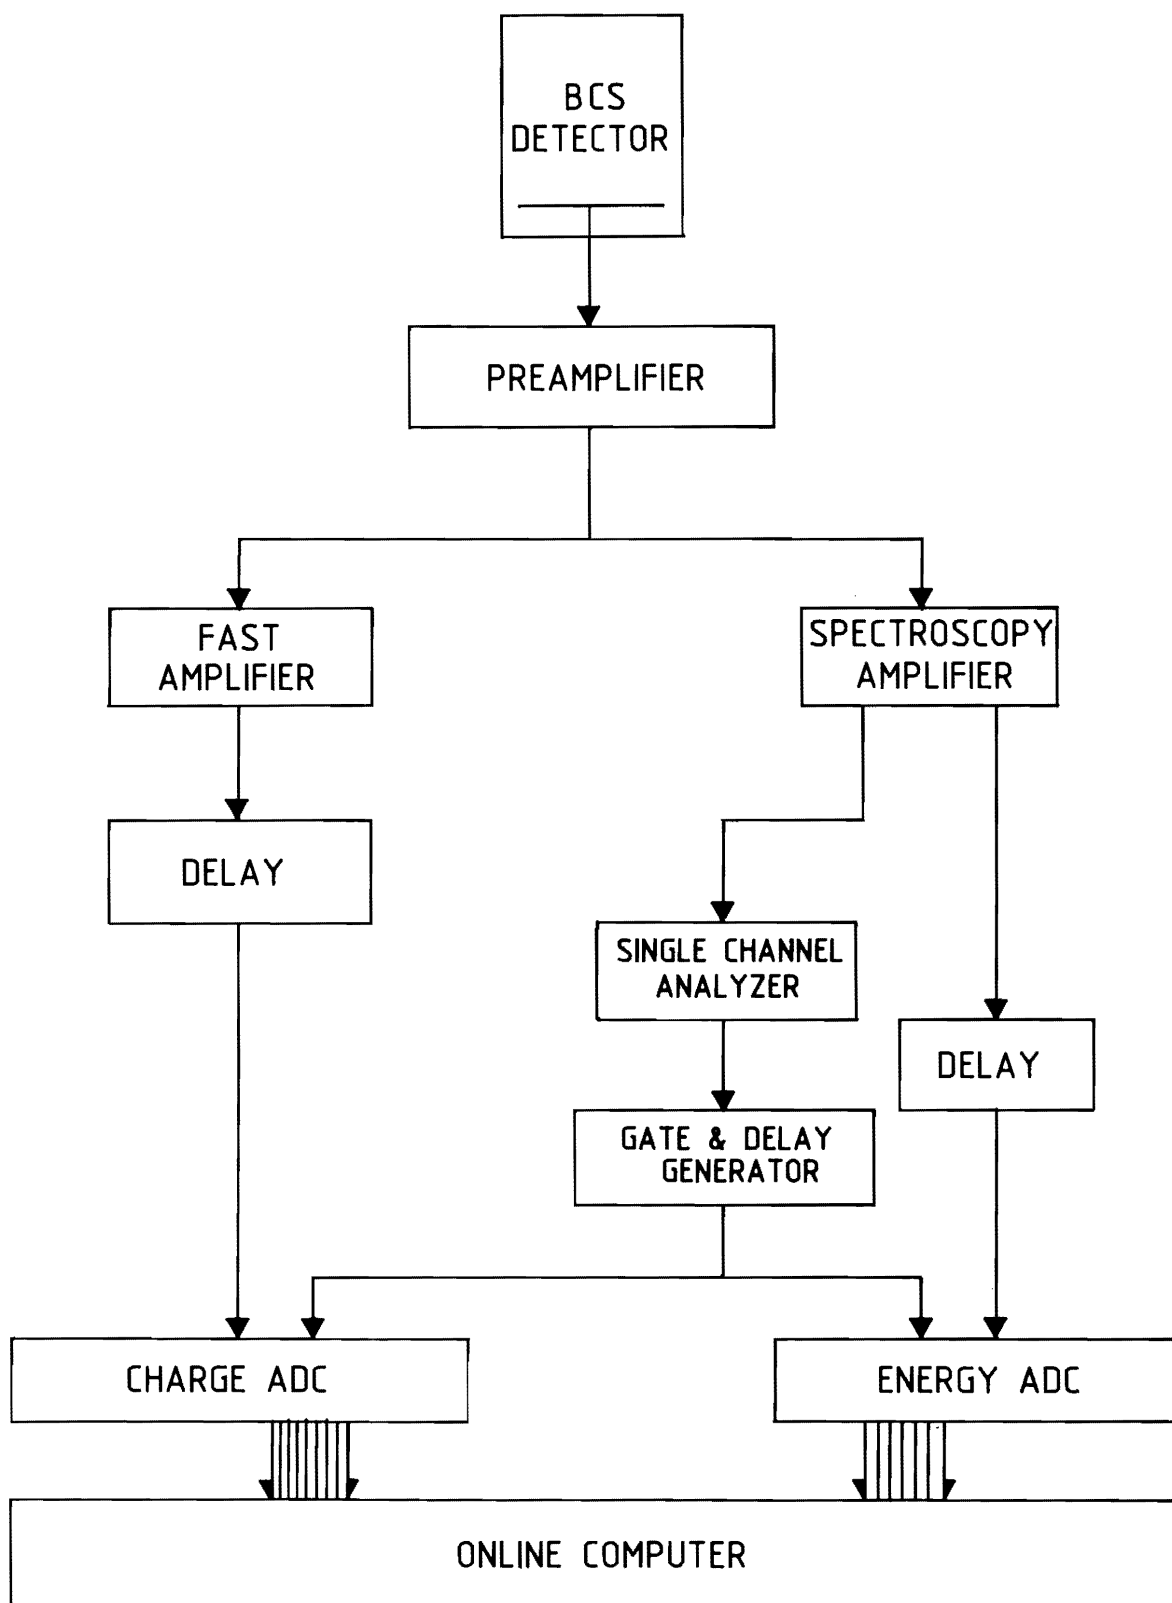 BCS
DETECTOR
PREAMPLIFIER
FAST
AMPLIFIER
SPECTROSCOPY
AMPLIFIER
DELAY
SINGLE CHANNEL
ANALYZER
DELAY
GATE & DELAY
GENERATOR
CHARGE ADC
ENERGY ADC
ONLINE COMPUTER